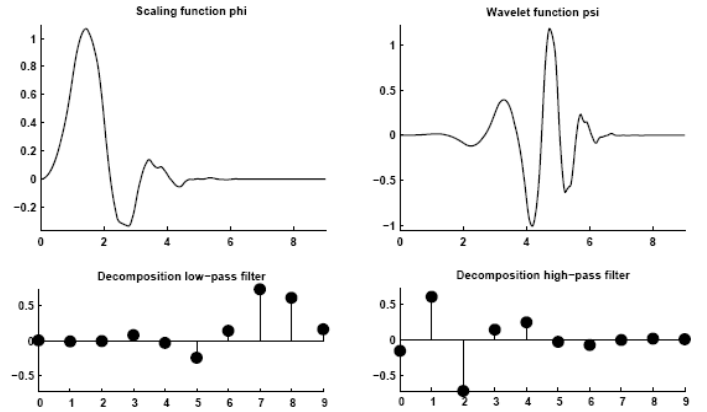 Scaling function phi
1
0.8
0.6
0.4
0.2
0
−0.2
0 2 4 6 8
Wavelet function psi
1
0.5
0
−0.5
−1
0 2 4 6 8
Decomposition low−pass filter
0.5
0
−0.5
0 1 2 3 4 5 6 7 8 9
Decomposition high−pass filter
0.5
0
−0.5
0 1 2 3 4 5 6 7 8 9